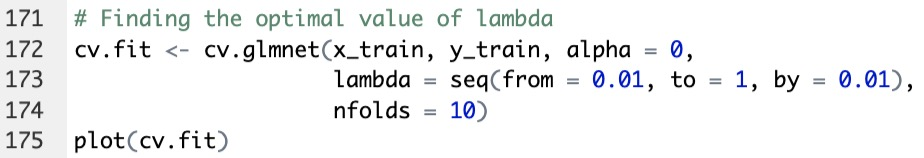 171 # Finding the optimal value of lambda
172 cv.fit <- cv.glmnet(x_train, y_train, alpha = 0,
173 lambda = seq(from = 0.01, to = 1, by = 0.01),
174 nfolds = 10)
175 plot(cv.fit)